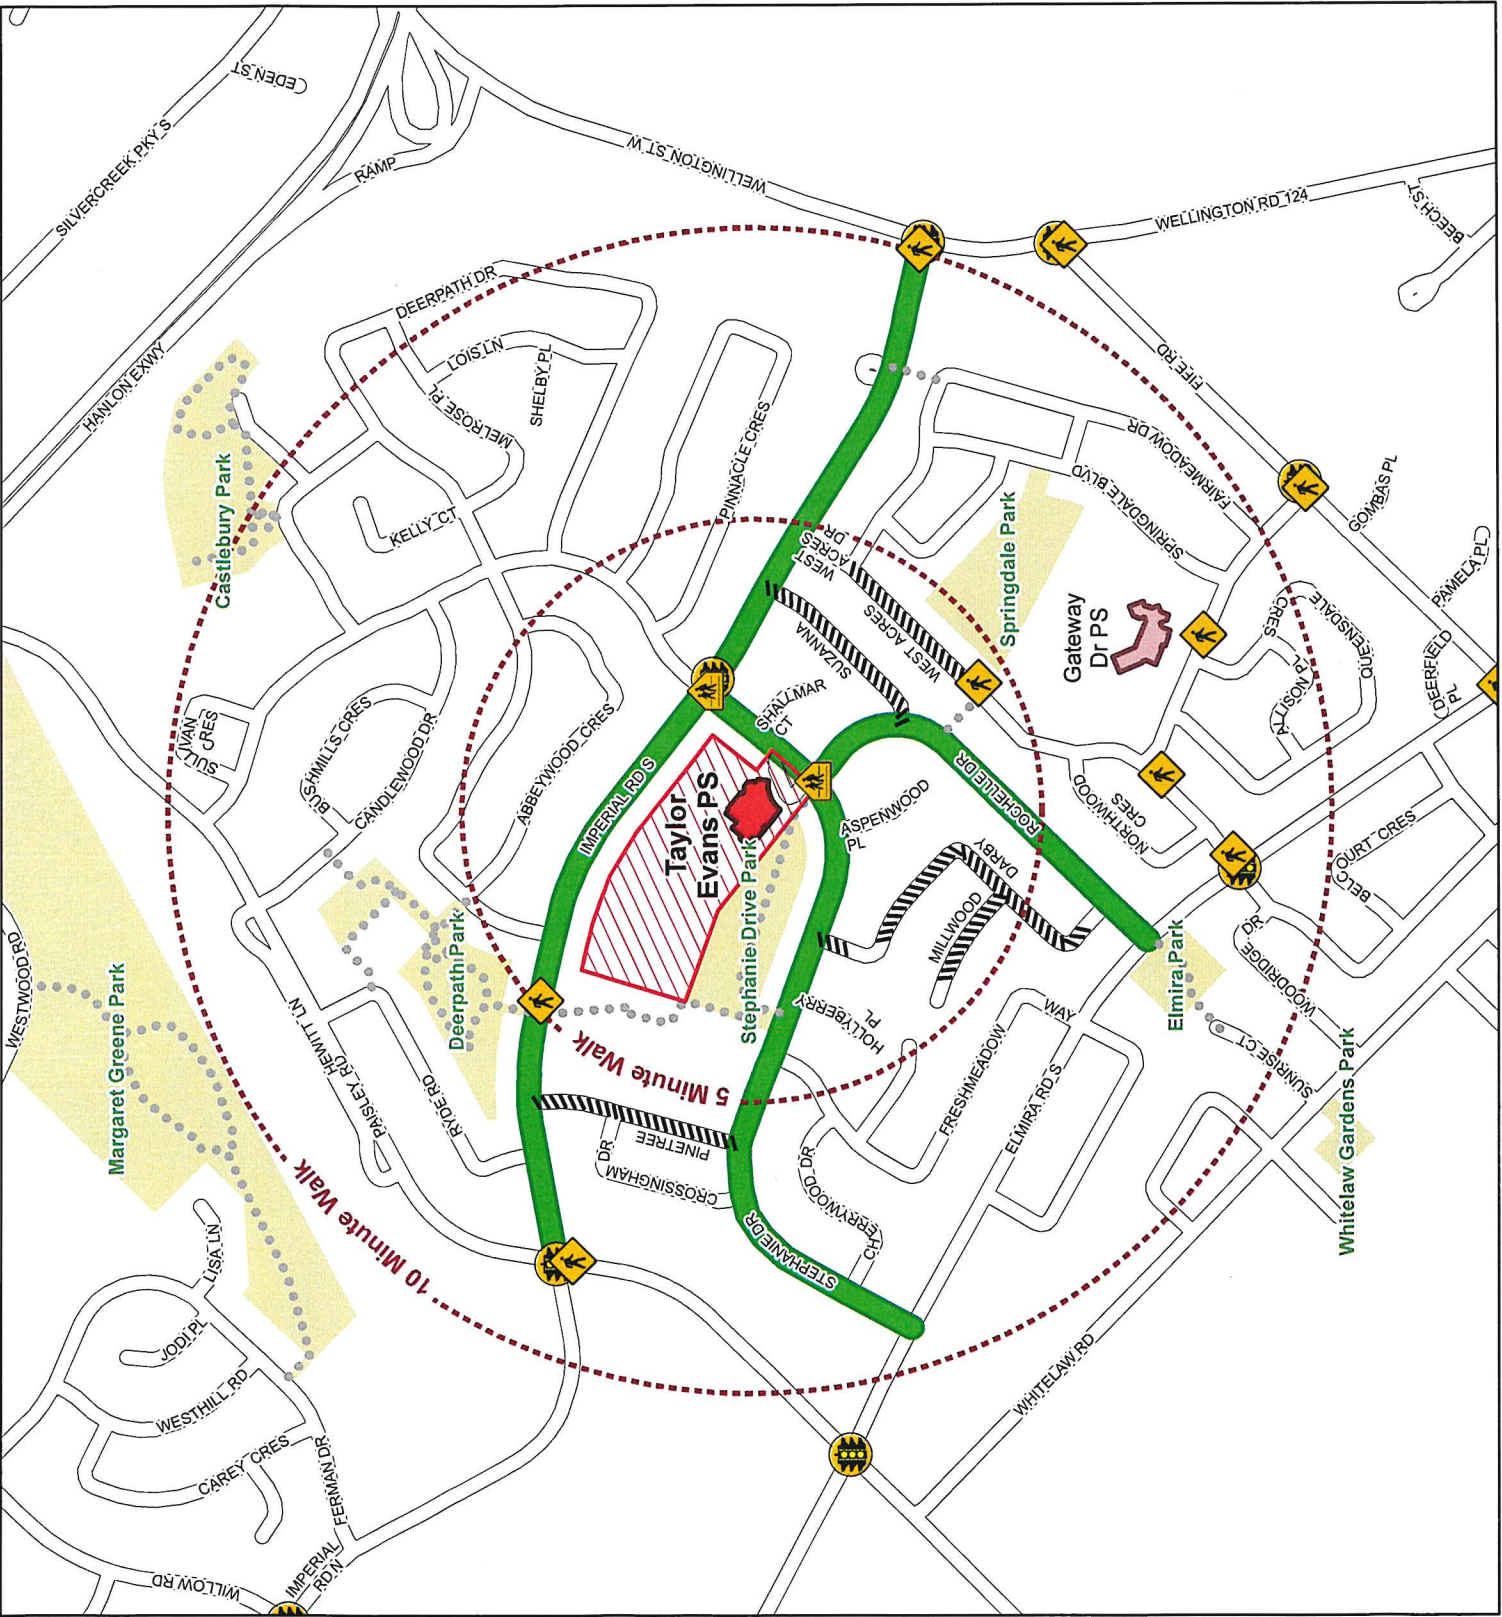 EDEN ST
SILVERCREEK PKY S
RAMP
WELLINGTON ST W
WELLINGTON RD 124
BEECH ST
HANLON EXWY
DEERPATH DR
LOIS LN
SHELBY PL
MELROSE PL
FIFE RD
Castlebury Park
KELLY CT
PINNACLE CRES
FAIRMEADOW DR
SPRINGDALE BLVD
GOMBAS PL
WEST
ACRES
DR
Springdale Park
PAMELA PL
SUZANNA
WEST ACRES
Gateway
Dr PS
QUEENSDALE
CRES
ALLISON PL
DEERFIELD
PL
SULLIVAN
CRES
BUSHMILLS CRES
CANDLEWOOD DR
ABBEYWOOD CRES
SHALLMAR
CT
IMPERIAL RD S
Taylor
Evans PS
ROCHELLE DR
ASPENWOOD
PL
NORTHWOOD
CRES
BELCOURT CRES
DARBY
MILLWOOD
Stephanie Drive Park
WESTWOOD RD
Margaret Greene Park
Deerpath Park
HOLLYBERRY
PL
Elmira Park
WOODRIDGE
DR
HEWITT LN
PAISLEY RD
RYDE RD
5 Minute Walk
FRESHMEADOW
WAY
ELMIRA RD S
SUNRISE CT
Whitelaw Gardens Park
PINETREE
DR
CROSSINGHAM
CHERRYWOOD DR
10 Minute Walk
STEPHANIE DR
LISA LN
JODI PL
WESTHILL RD
CAREY CRES
FERMAN DR
WHITELAW RD
WILLOW RD
IMPERIAL
RD N